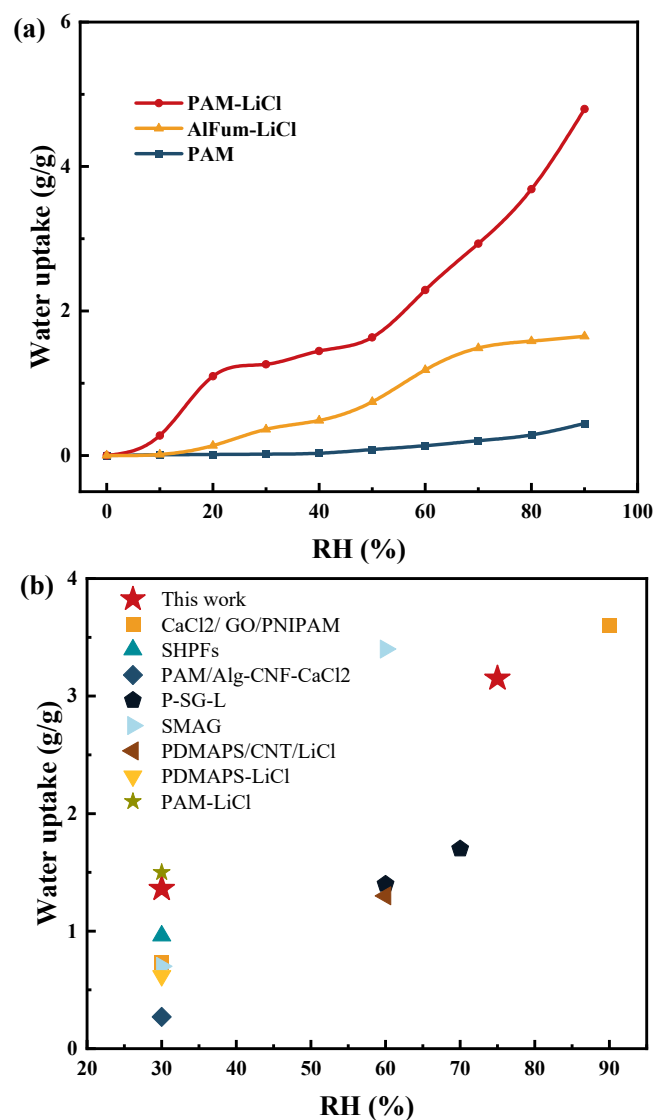 (a)
6
4
2
0
Water uptake (g/g)
PAM-LiCl
AlFum-LiCl
PAM
0 20 40 60 80 100
RH (%)
(b)
4
3
2
1
0
Water uptake (g/g)
This work
CaCl2/ GO/PNIPAM
SHPFs
PAM/Alg-CNF-CaCl2
P-SG-L
SMAG
PDMAPS/CNT/LiCl
PDMAPS-LiCl
PAM-LiCl
20 30 40 50 60 70 80 90
RH (%)